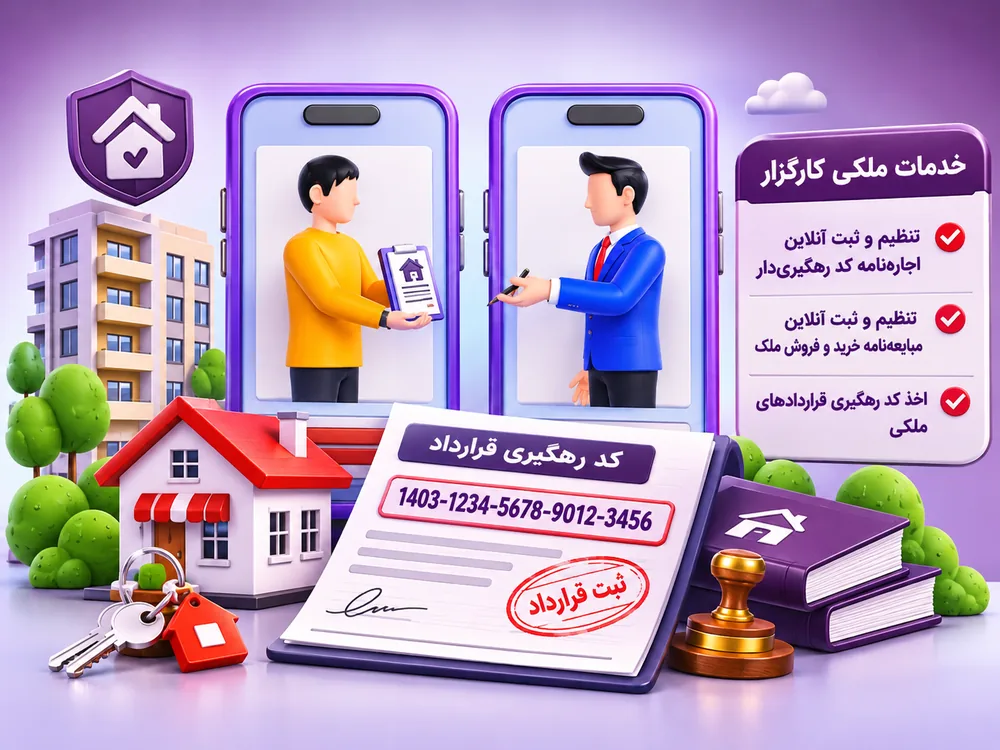 خدمات ملکی کارگزار
تنظیم و ثبت آنلاین
اجاره‌نامه کد رهگیری‌دار
تنظیم و ثبت آنلاین
مبایعه‌نامه خرید و فروش ملک
اخذ کد رهگیری قراردادهای
ملکی
کد رهگیری قرارداد
1403-1234-5678-9012-3456
ثبت قرارداد